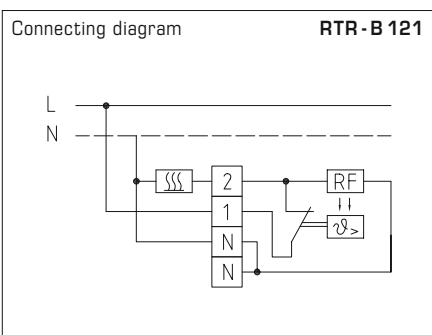 Connecting diagram RTR-B 121
L
N
2 RF
1
ϑ>
N
N